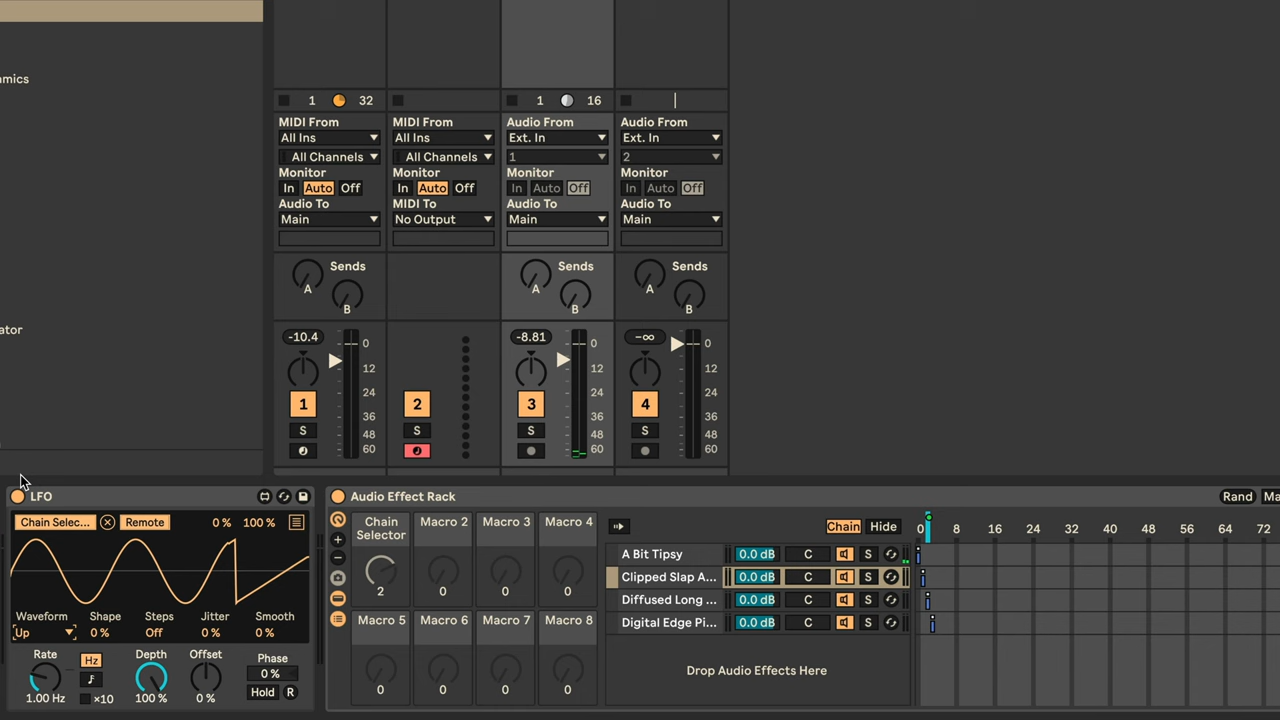 amics
ator
1 32
1 16
MIDI From MIDI From Audio From Audio From
All Ins All Ins Ext. In Ext. In
All Channels All Channels 1 2
Monitor Monitor Monitor Monitor
In Auto Off In Auto Off In Auto Off In Auto Off
Audio To MIDI To Audio To Audio To
Main No Output Main Main
Sends Sends Sends
A A A
B B B
-10.4 -8.81 -∞
0 0 0
12 12 12
24 24 24
36 36 36
48 48 48
60 60 60
1 2 3 4
S S S S
LFO
Chain Selec... Remote 0 % 100 %
Waveform Shape Steps Jitter Smooth
Up 0 % Off 0 % 0 %
Rate Hz Depth Offset Phase
0 %
Hold R
1.00 Hz ×10 100 % 0 %
Audio Effect Rack Rand Ma
Chain Selector Macro 2 Macro 3 Macro 4
2 0 0 0
Macro 5 Macro 6 Macro 7 Macro 8
0 0 0 0
Chain Hide 0 8 16 24 32 40 48 56 64 72
A Bit Tipsy 0.0 dB C S
Clipped Slap A... 0.0 dB C S
Diffused Long ... 0.0 dB C S
Digital Edge Pi... 0.0 dB C S
Drop Audio Effects Here